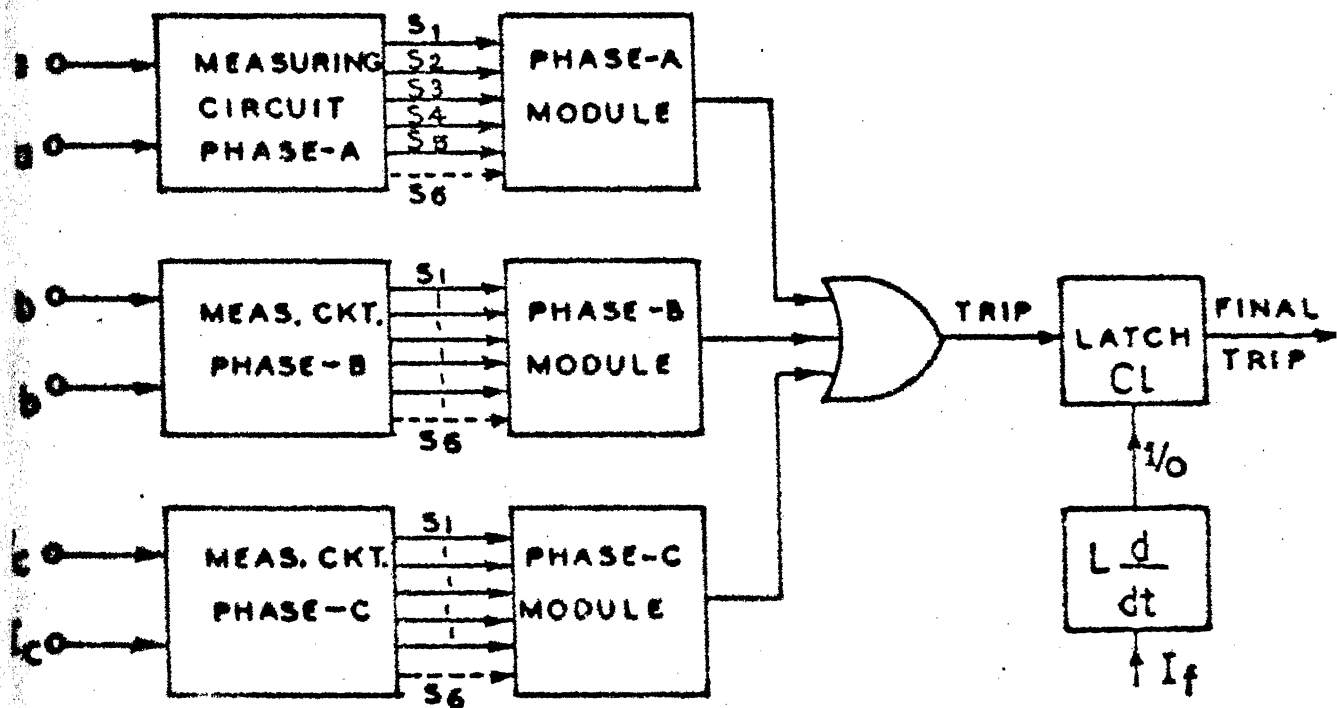 MEASURING
CIRCUIT
PHASE-A
S1
S2
S3
S4
S5
S6
PHASE-A
MODULE
b
b
MEAS. CKT.
PHASE-B
S1
S6
PHASE-B
MODULE
c
Ic
MEAS. CKT.
PHASE-C
S1
S6
PHASE-C
MODULE
TRIP
LATCH
CL
FINAL
TRIP
1/0
L d
dt
If